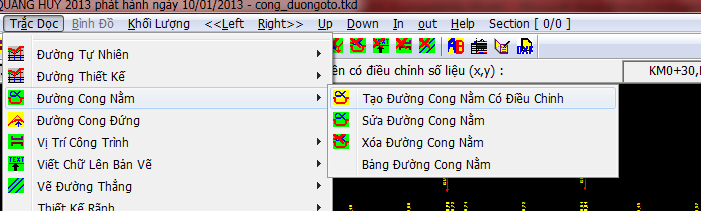 QUANG HUY 2013 phát hành ngày 10/01/2013 - cong_duongoto.tkd
Trắc Dọc Bình Đồ Khối Lượng <<Left Right>> Up Down In out Help Section [ 0/0 ]
Đường Tự Nhiên
Đường Thiết Kế
ên có điều chỉnh số liệu (x,y) : KM0+30,
Đường Cong Nằm
Tạo Đường Cong Nằm Có Điều Chỉnh
Đường Cong Đứng
Sửa Đường Cong Nằm
Vị Trí Công Trình
Xóa Đường Cong Nằm
Viết Chữ Lên Bản Vẽ
Bảng Đường Cong Nằm
Vẽ Đường Thẳng
Thiết Kế Rãnh